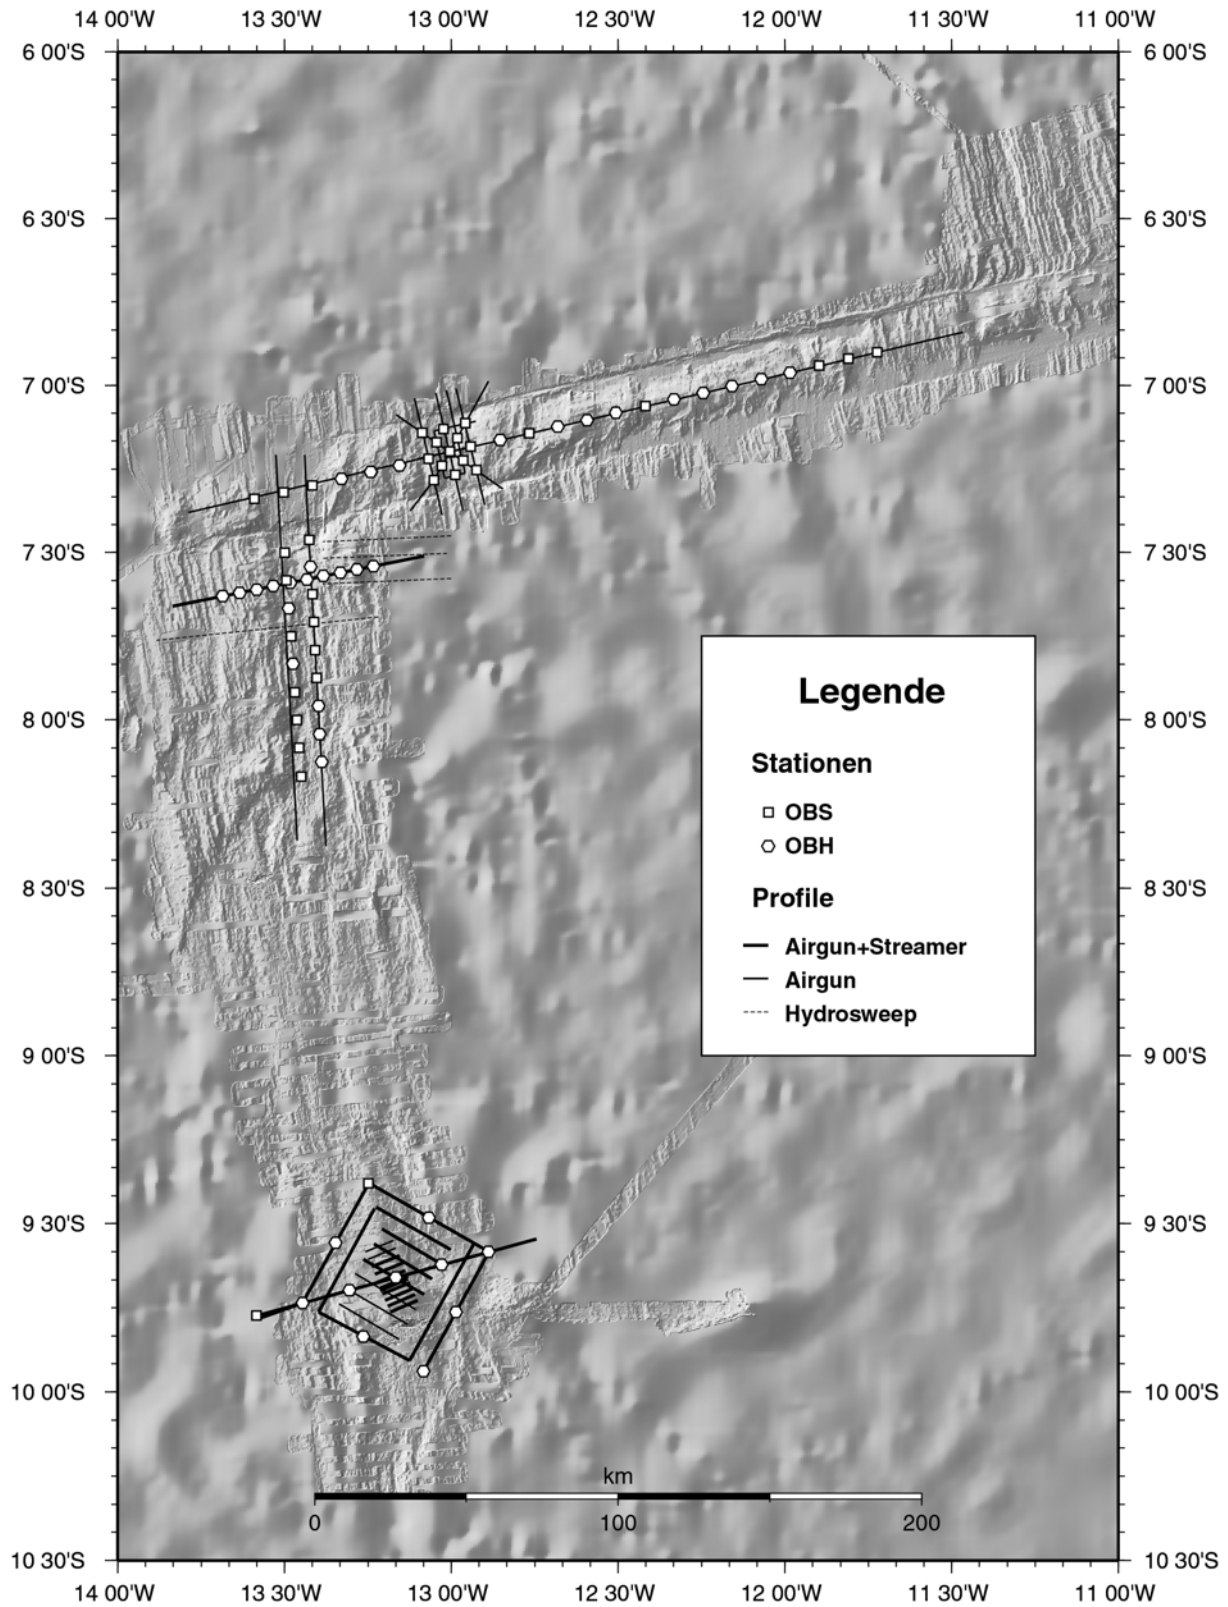 14 00'W 13 30'W 13 00'W 12 30'W 12 00'W 11 30'W 11 00'W
6 00'S 6 00'S
6 30'S 6 30'S
7 00'S 7 00'S
7 30'S 7 30'S
Legende
8 00'S 8 00'S
Stationen
OBS
OBH
8 30'S 8 30'S
Profile
Airgun+Streamer
Airgun
Hydrosweep
9 00'S 9 00'S
9 30'S 9 30'S
10 00'S 10 00'S
km
0 100 200
10 30'S 10 30'S
14 00'W 13 30'W 13 00'W 12 30'W 12 00'W 11 30'W 11 00'W